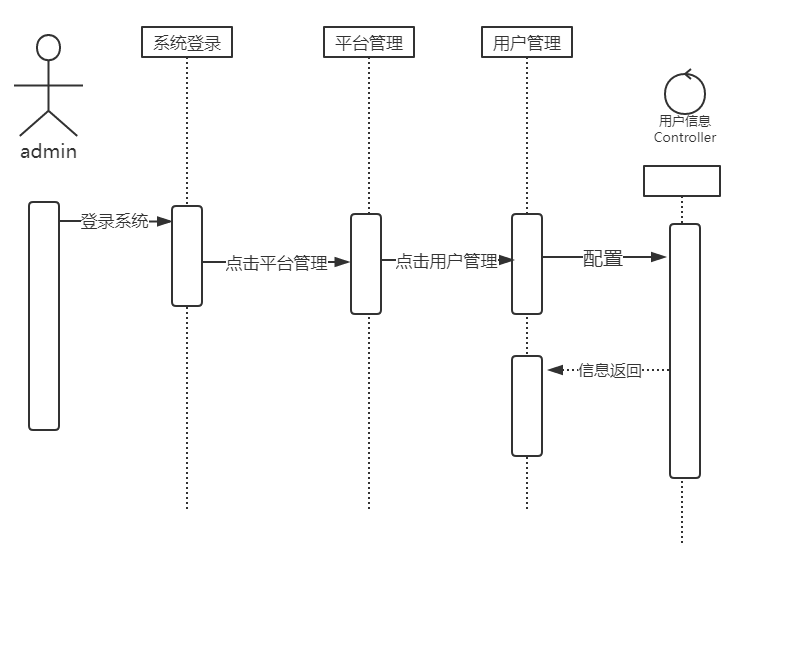 系统登录
平台管理
用户管理
用户信息
Controller
admin
登录系统
点击平台管理
点击用户管理
配置
信息返回